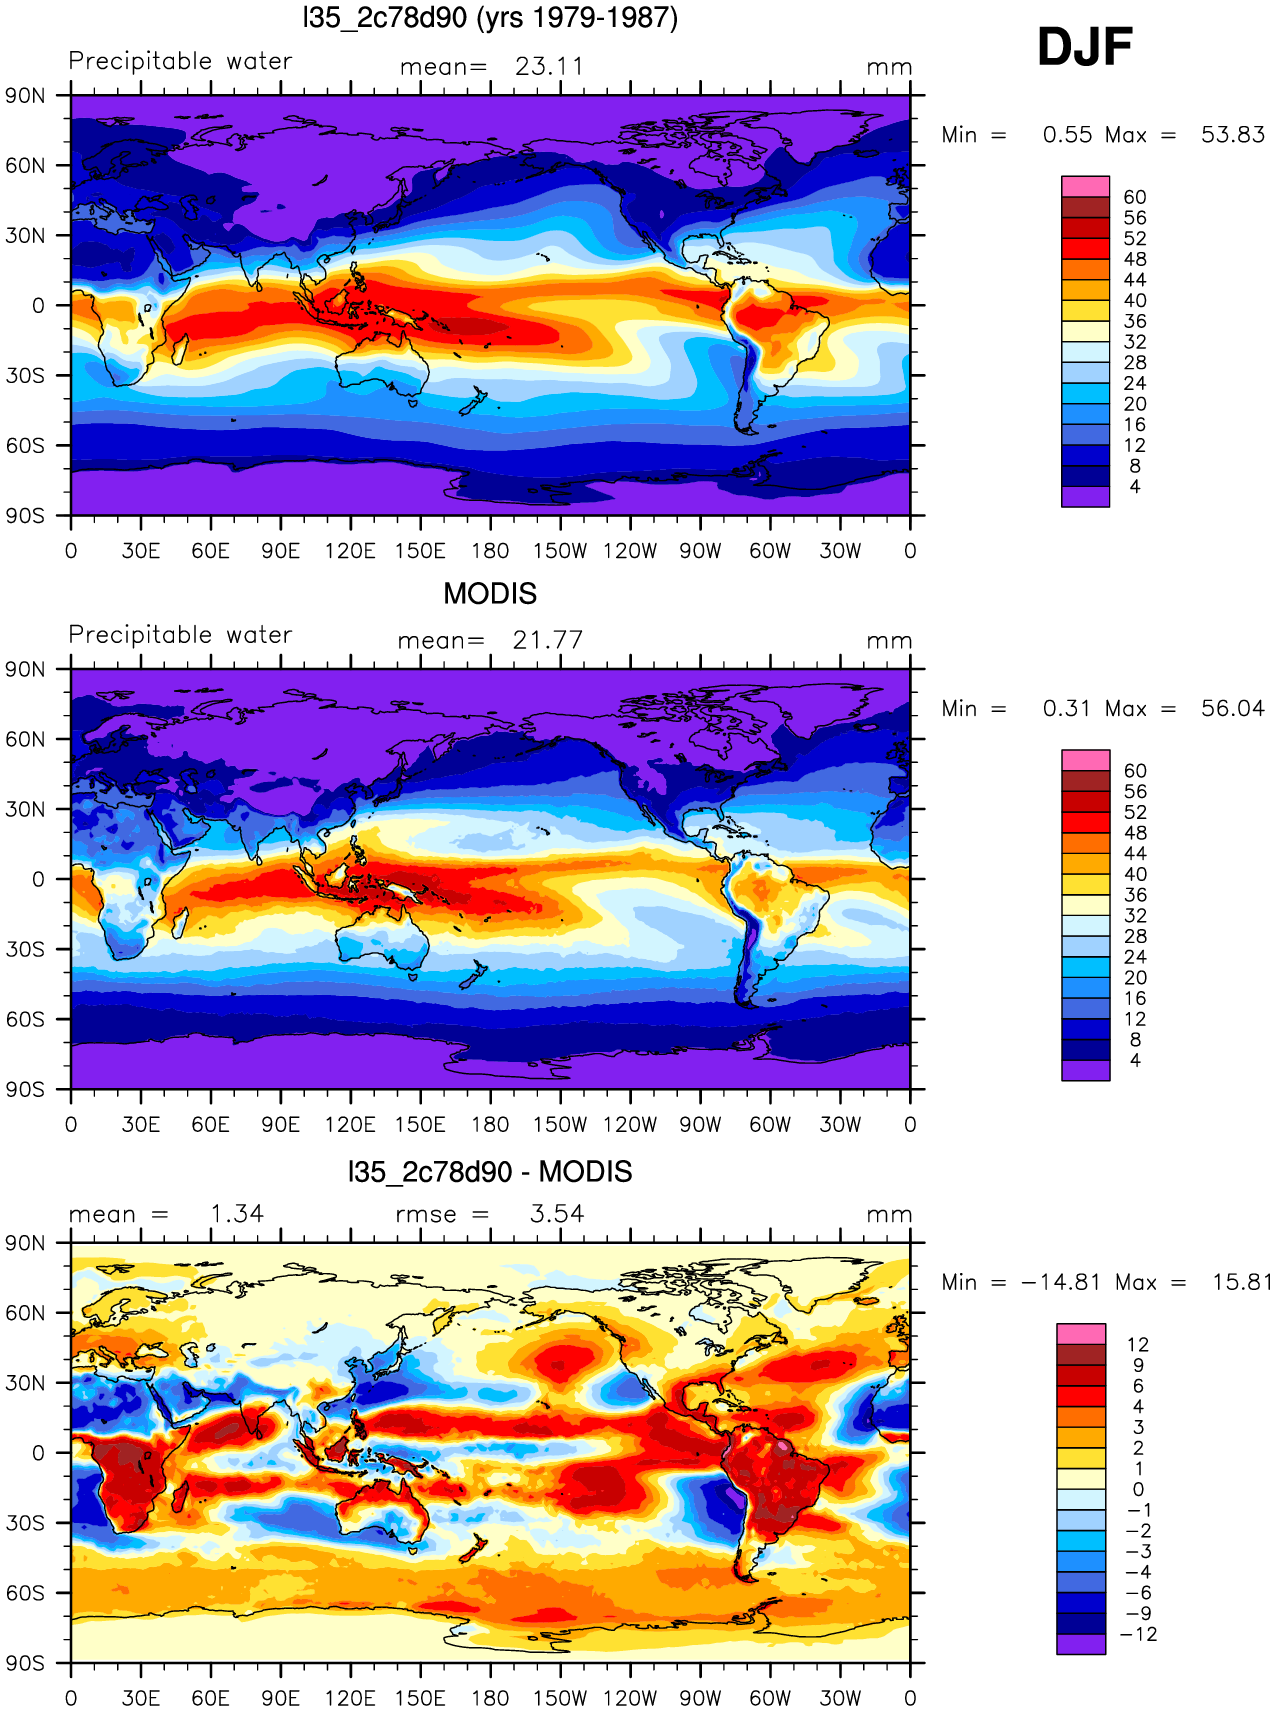 l35_2c78d90 (yrs 1979-1987)
DJF
Precipitable water mean= 23.11 mm
Min = 0.55 Max = 53.83
90N
60N
30N
0
30S
60S
90S
0 30E 60E 90E 120E 150E 180 150W 120W 90W 60W 30W 0
60
56
52
48
44
40
36
32
28
24
20
16
12
8
4
MODIS
Precipitable water mean= 21.77 mm
Min = 0.31 Max = 56.04
90N
60N
30N
0
30S
60S
90S
0 30E 60E 90E 120E 150E 180 150W 120W 90W 60W 30W 0
60
56
52
48
44
40
36
32
28
24
20
16
12
8
4
l35_2c78d90 - MODIS
mean = 1.34 rmse = 3.54 mm
Min = -14.81 Max = 15.81
90N
60N
30N
0
30S
60S
90S
0 30E 60E 90E 120E 150E 180 150W 120W 90W 60W 30W 0
12
9
6
4
3
2
1
0
-1
-2
-3
-4
-6
-9
-12